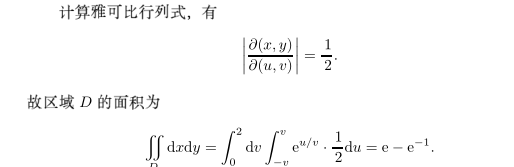 计算雅可比行列式，有
|∂(x, y)/∂(u, v)| = 1/2.
故区域 D 的面积为
∬_D dxdy = ∫_0^2 dv ∫_{-v}^v e^{u/v} · 1/2 du = e − e^{−1}.